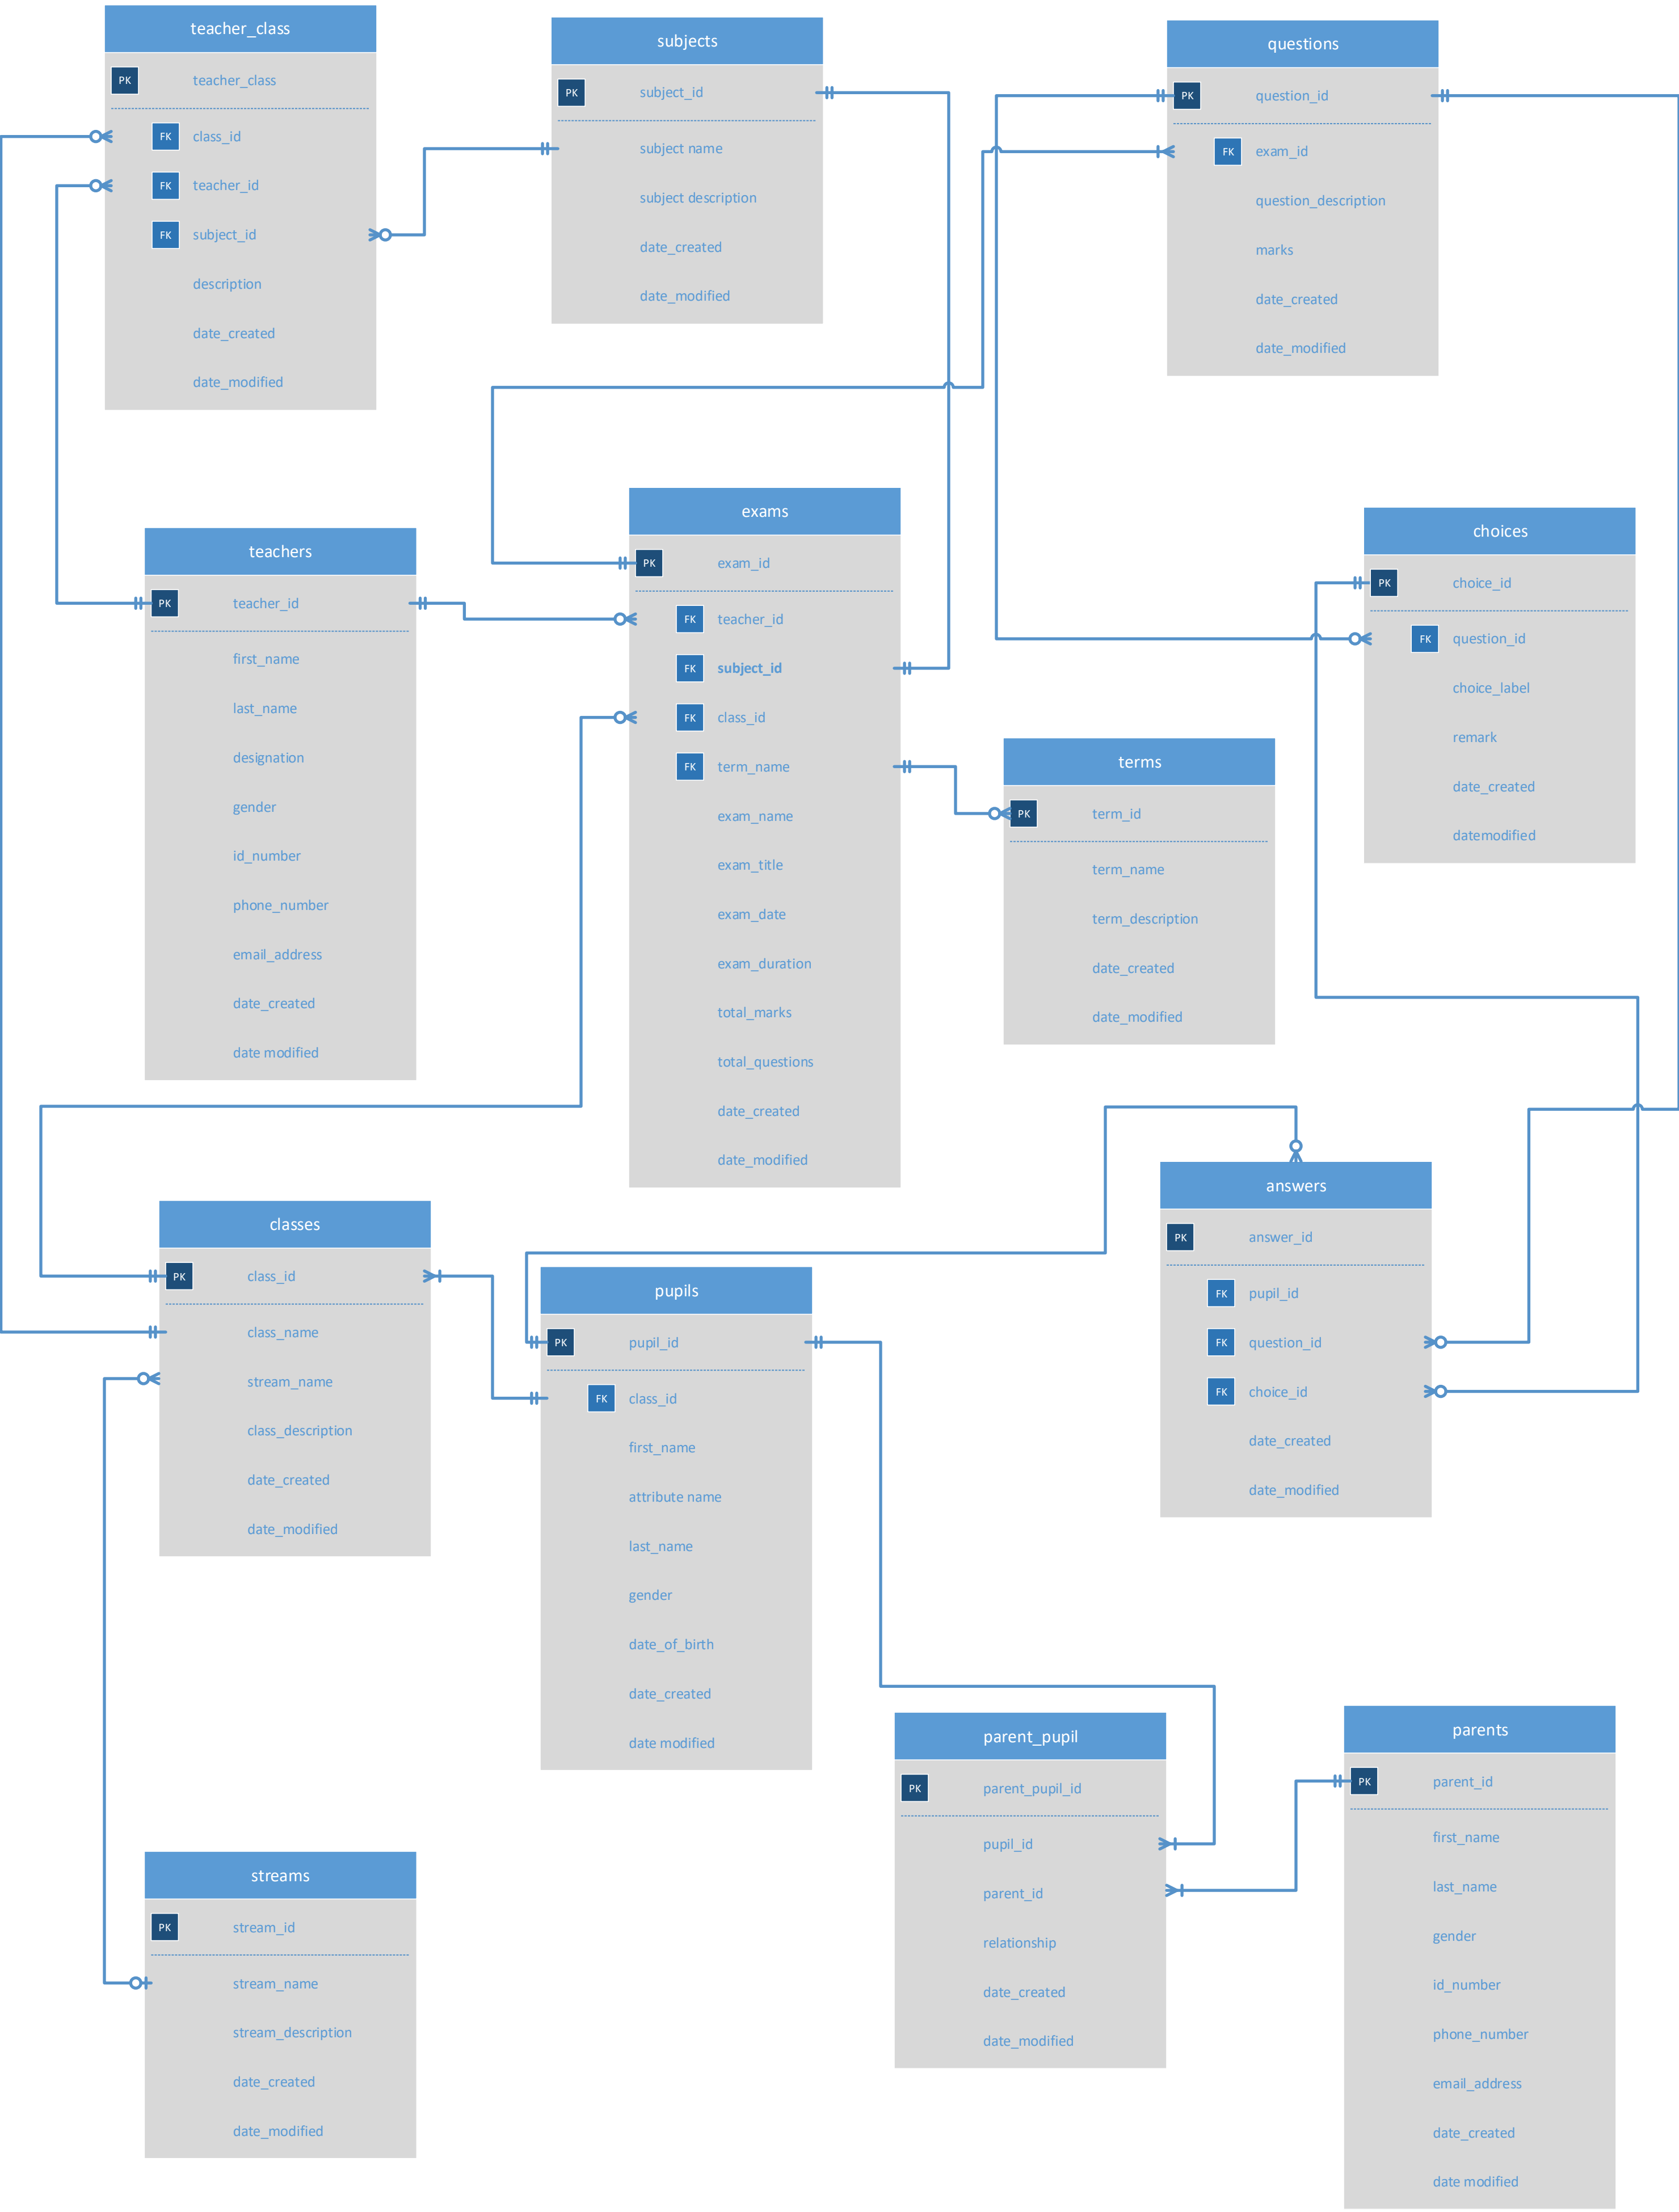 teacher_class
PK teacher_class
FK class_id
FK teacher_id
FK subject_id
description
date_created
date_modified
subjects
PK subject_id
subject name
subject description
date_created
date_modified
questions
PK question_id
FK exam_id
question_description
marks
date_created
date_modified
teachers
PK teacher_id
first_name
last_name
designation
gender
id_number
phone_number
email_address
date_created
date modified
exams
PK exam_id
FK teacher_id
FK subject_id
FK class_id
FK term_name
exam_name
exam_title
exam_date
exam_duration
total_marks
total_questions
date_created
date_modified
choices
PK choice_id
FK question_id
choice_label
remark
date_created
datemodified
terms
PK term_id
term_name
term_description
date_created
date_modified
classes
PK class_id
class_name
stream_name
class_description
date_created
date_modified
pupils
PK pupil_id
FK class_id
first_name
attribute name
last_name
gender
date_of_birth
date_created
date modified
answers
PK answer_id
FK pupil_id
FK question_id
FK choice_id
date_created
date_modified
streams
PK stream_id
stream_name
stream_description
date_created
date_modified
parent_pupil
PK parent_pupil_id
pupil_id
parent_id
relationship
date_created
date_modified
parents
PK parent_id
first_name
last_name
gender
id_number
phone_number
email_address
date_created
date modified